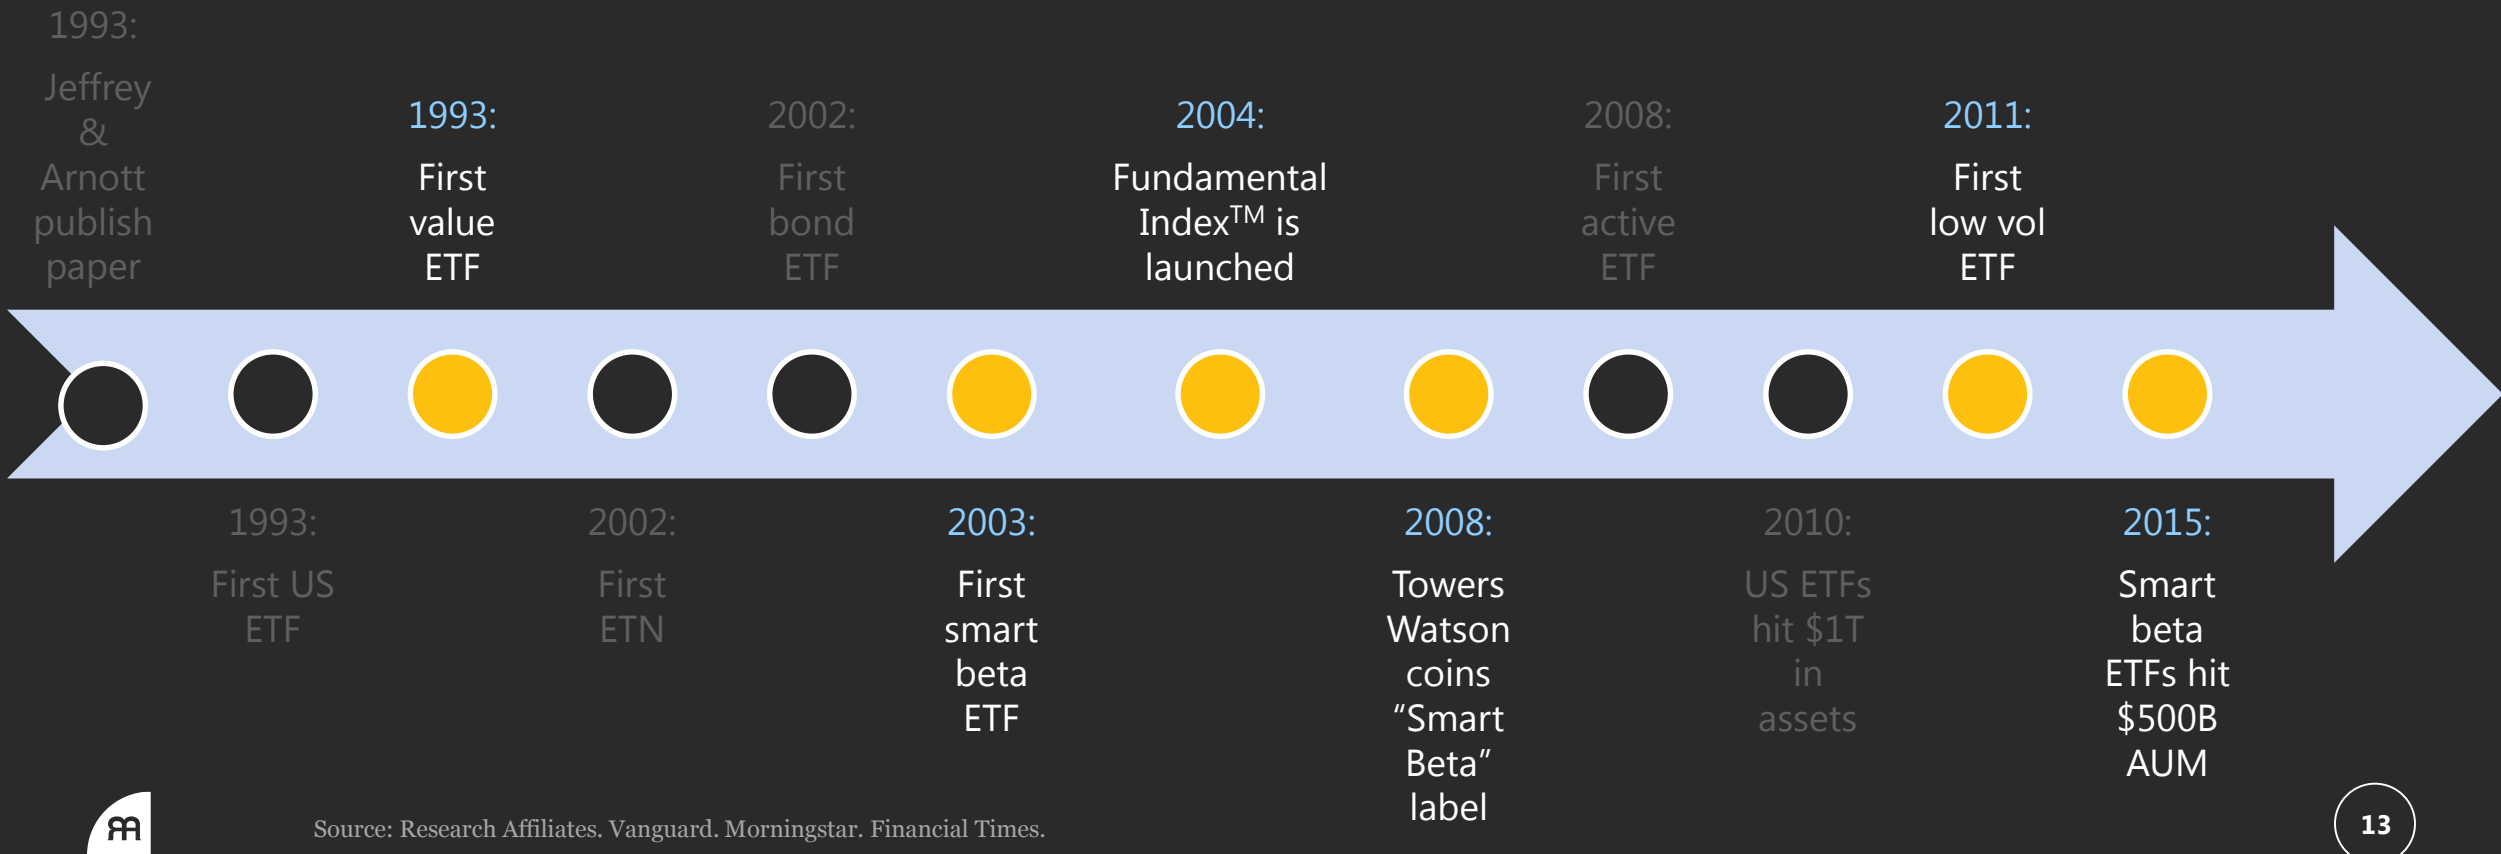 1993:
Jeffrey
&
Arnott
publish
paper
1993:
First US
ETF
1993:
First
value
ETF
2002:
First
ETN
2002:
First
bond
ETF
2003:
First
smart
beta
ETF
2004:
Fundamental
Index™ is
launched
2008:
Towers
Watson
coins
“Smart
Beta”
label
2008:
First
active
ETF
2010:
US ETFs
hit $1T
in
assets
2011:
First
low vol
ETF
2015:
Smart
beta
ETFs hit
$500B
AUM
Source: Research Affiliates. Vanguard. Morningstar. Financial Times.
13